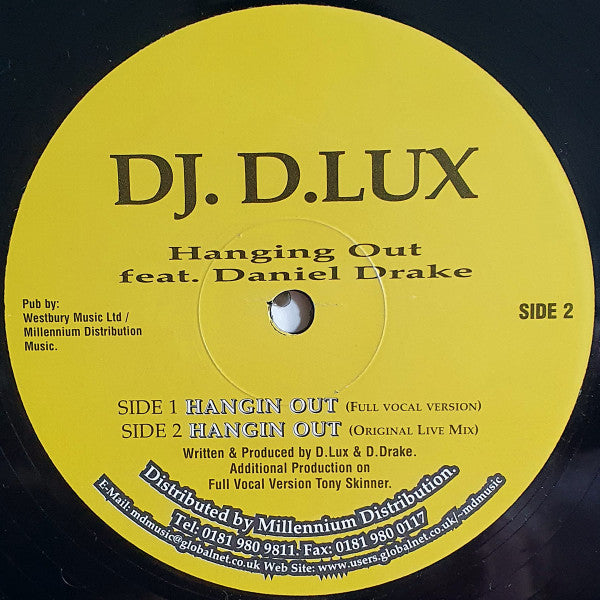 DJ. D.LUX
Hanging Out
feat. Daniel Drake
Pub by:
Westbury Music Ltd /
Millennium Distribution
Music.
SIDE 2
SIDE 1 HANGIN OUT (FULL VOCAL VERSION)
SIDE 2 HANGIN OUT (ORIGINAL LIVE MIX)
Written & Produced by D.Lux & D.Drake.
Additional Production on
Full Vocal Version Tony Skinner.
Distributed by Millennium Distribution.
Tel: 0181 980 9811. Fax: 0181 980 0117
E-Mail: mdmusic@globalnet.co.uk Web Site: www.users.globalnet.co.uk/~mdmusic